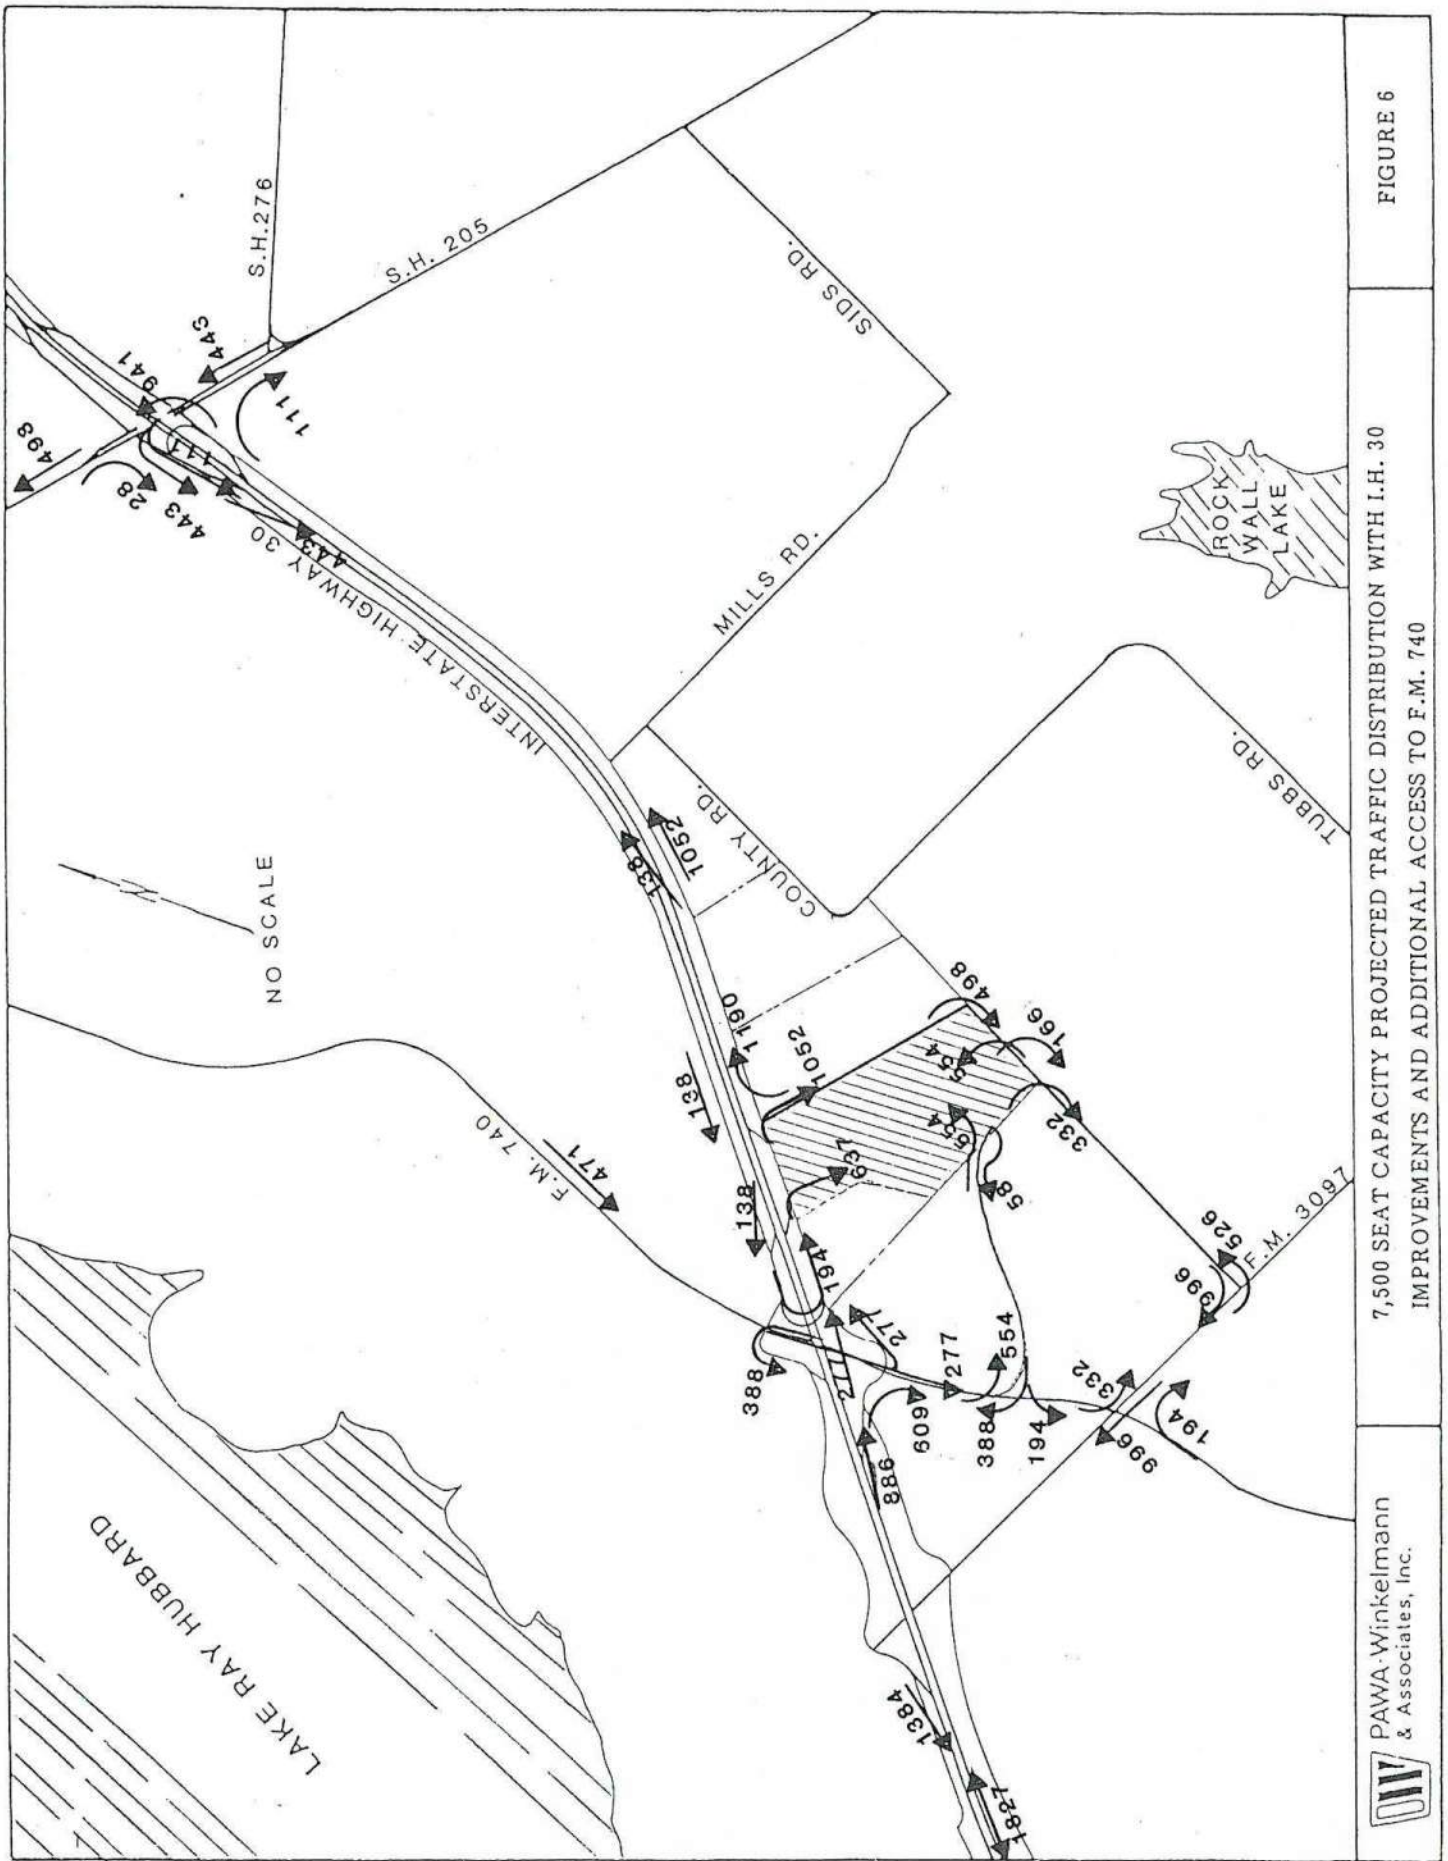 LAKE RAY HUBBARD
NO SCALE
F.M. 740
471
INTERSTATE HIGHWAY 30
S.H.276
S.H. 205
SIDS RD.
MILLS RD.
COUNTY RD.
TUBBS RD.
ROCK
WALL
LAKE
F.M. 3097
493
941
443
111
111
28
443
443
138
1052
138
1190
1052
138
637
194
277
277
388
498
554
166
554
332
58
609
277
554
388
194
886
332
996
194
996
526
1384
1827
PAWA-Winkelmann
& Associates, Inc.
7,500 SEAT CAPACITY PROJECTED TRAFFIC DISTRIBUTION WITH I.H. 30
IMPROVEMENTS AND ADDITIONAL ACCESS TO F.M. 740
FIGURE 6